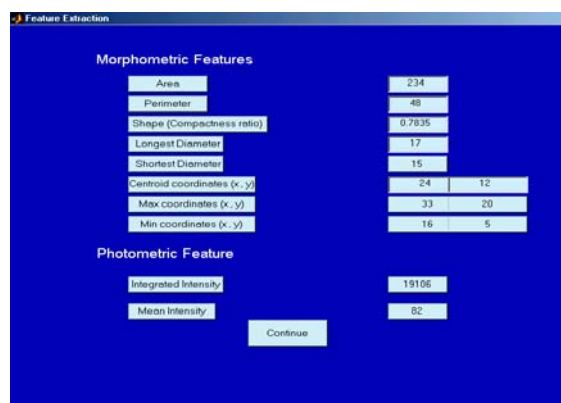 Feature Extraction
Morphometric Features
Area 234
Perimeter 48
Shape (Compactness ratio) 0.7835
Longest Diameter 17
Shortest Diameter 15
Centroid coordinates (x , y) 24 12
Max coordinates (x , y) 33 20
Min coordinates (x , y) 16 5
Photometric Feature
Integrated Intensity 19106
Mean Intensity 82
Continue